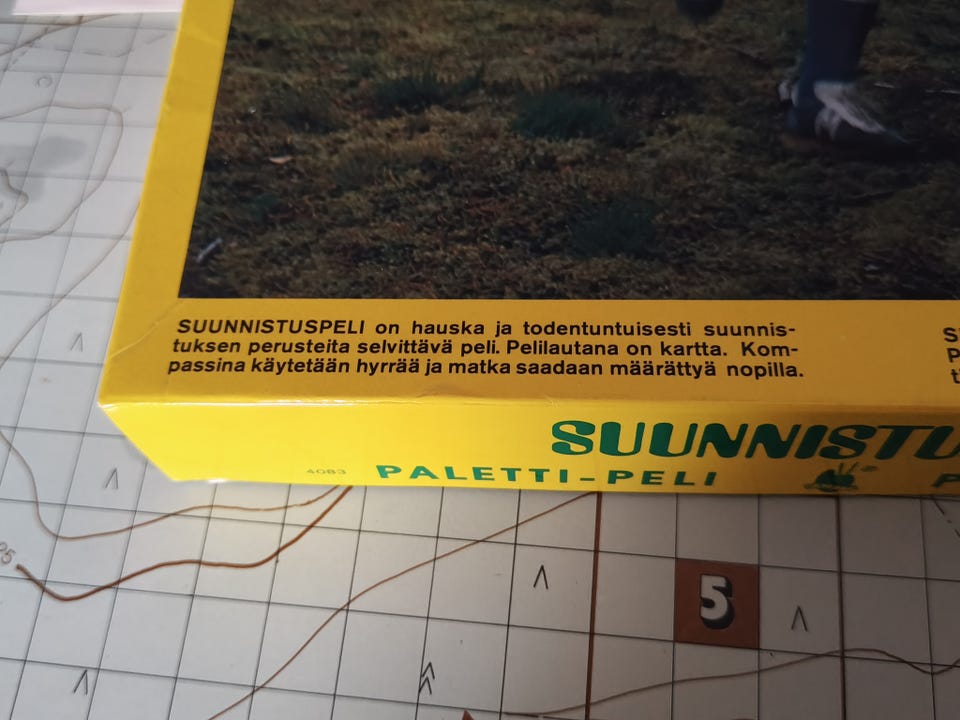 SUUNNISTUSPELI on hauska ja todentuntuisesti suunnis-
tuksen perusteita selvittävä peli. Pelilautana on kartta. Kom-
passina käytetään hyrrää ja matka saadaan määrättyä nopilla.
SUUNNISTU
4083 PALETTI-PELI
5